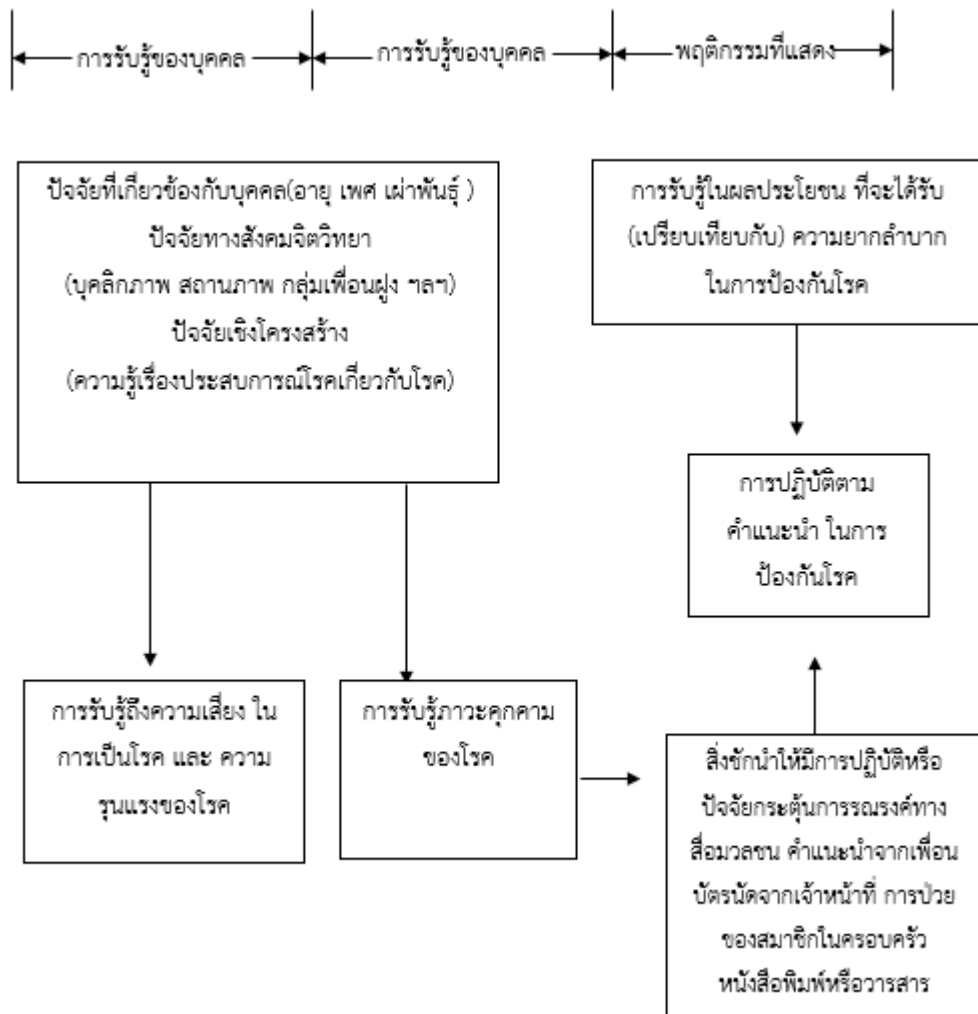 การรับรู้ของบุคคล
การรับรู้ของบุคคล
พฤติกรรมที่แสดง
ปัจจัยที่เกี่ยวข้องกับบุคคล(อายุ เพศ เผ่าพันธุ์ )
ปัจจัยทางสังคมจิตวิทยา
(บุคลิกภาพ สถานภาพ กลุ่มเพื่อนฝูง ฯลฯ)
ปัจจัยเชิงโครงสร้าง
(ความรู้เรื่องประสบการณ์โรคเกี่ยวกับโรค)
การรับรู้ในผลประโยชน์ ที่จะได้รับ
(เปรียบเทียบกับ) ความยากลำบาก
ในการป้องกันโรค
การปฏิบัติตาม
คำแนะนำ ในการ
ป้องกันโรค
การรับรู้ถึงความเสี่ยง ใน
การเป็นโรค และ ความ
รุนแรงของโรค
การรับรู้ภาวะคุกคาม
ของโรค
สิ่งชักนำให้มีการปฏิบัติหรือ
ปัจจัยกระตุ้นการรณรงค์ทาง
สื่อมวลชน คำแนะนำจากเพื่อน
บัตรนัดจากเจ้าหน้าที่ การป่วย
ของสมาชิกในครอบครัว
หนังสือพิมพ์หรือวารสาร